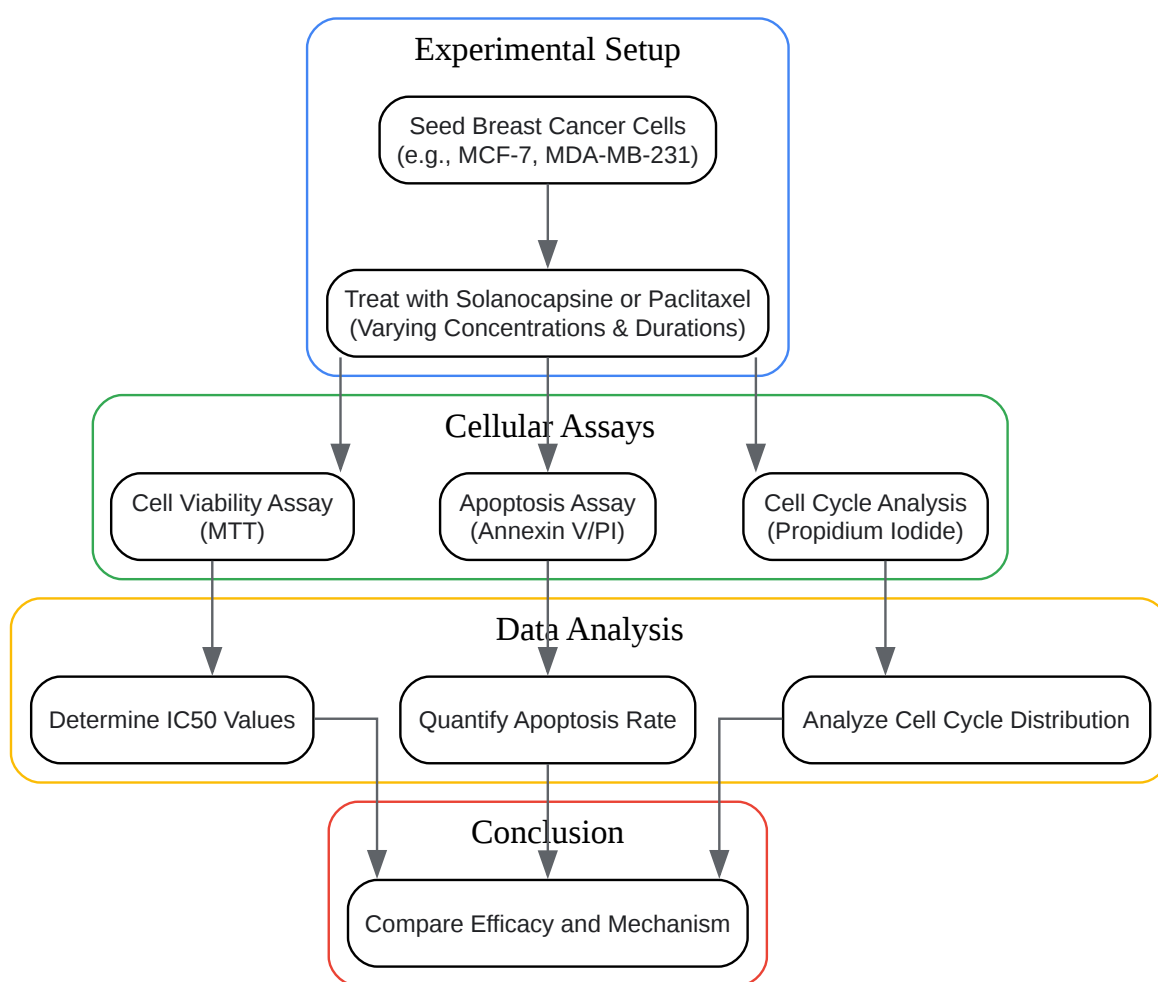 Experimental Setup
Seed Breast Cancer Cells
(e.g., MCF-7, MDA-MB-231)
Treat with Solanocapsine or Paclitaxel
(Varying Concentrations & Durations)
Cellular Assays
Cell Viability Assay
(MTT)
Apoptosis Assay
(Annexin V/PI)
Cell Cycle Analysis
(Propidium Iodide)
Data Analysis
Determine IC50 Values
Quantify Apoptosis Rate
Analyze Cell Cycle Distribution
Conclusion
Compare Efficacy and Mechanism